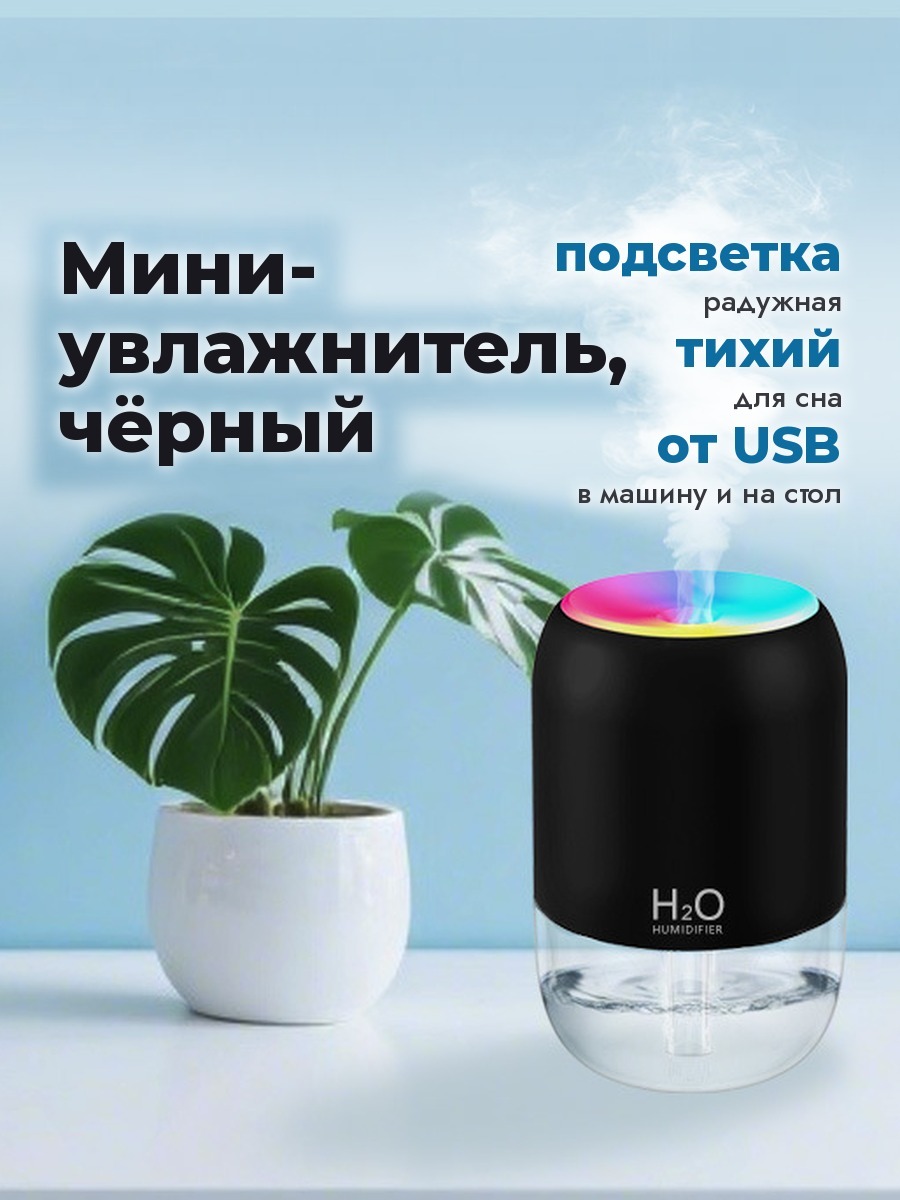 Мини-
увлажнитель,
чёрный
подсветка
радужная
тихий
для сна
от USB
в машину и на стол
H₂O
HUMIDIFIER